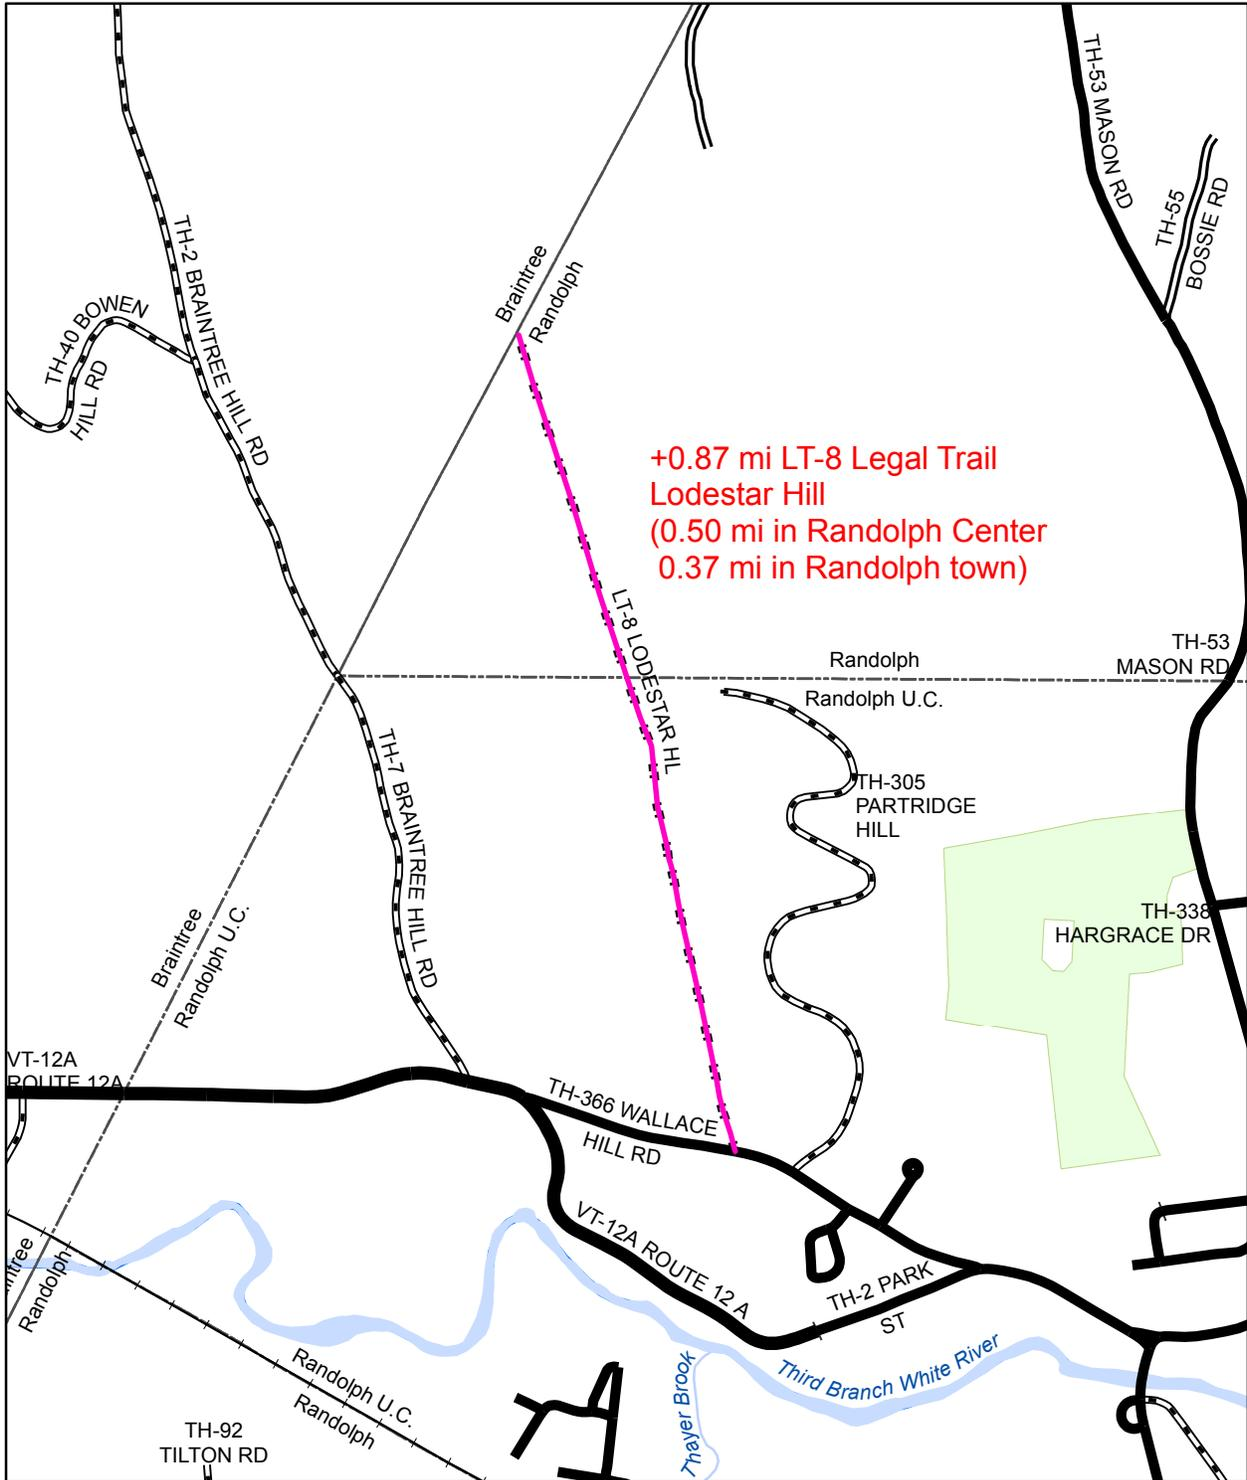 TH-53 MASON RD
TH-55
BOSSIE RD
TH-2 BRAINTREE HILL RD
Braintree
Randolph
TH-40 BOWEN
HILL RD
+0.87 mi LT-8 Legal Trail
Lodestar Hill
(0.50 mi in Randolph Center
0.37 mi in Randolph town)
LT-8 LODESTAR HL
TH-53
MASON RD
Randolph
Randolph U.C.
TH-7 BRAINTREE HILL RD
TH-305
PARTRIDGE
HILL
TH-338
HARGRACE DR
Braintree
Randolph U.C.
VT-12A
ROUTE 12A
TH-366 WALLACE
HILL RD
VT-12A ROUTE 12 A
TH-2 PARK
ST
Randolph
Third Branch White River
Thayer Brook
Randolph U.C.
Randolph
TH-92
TILTON RD